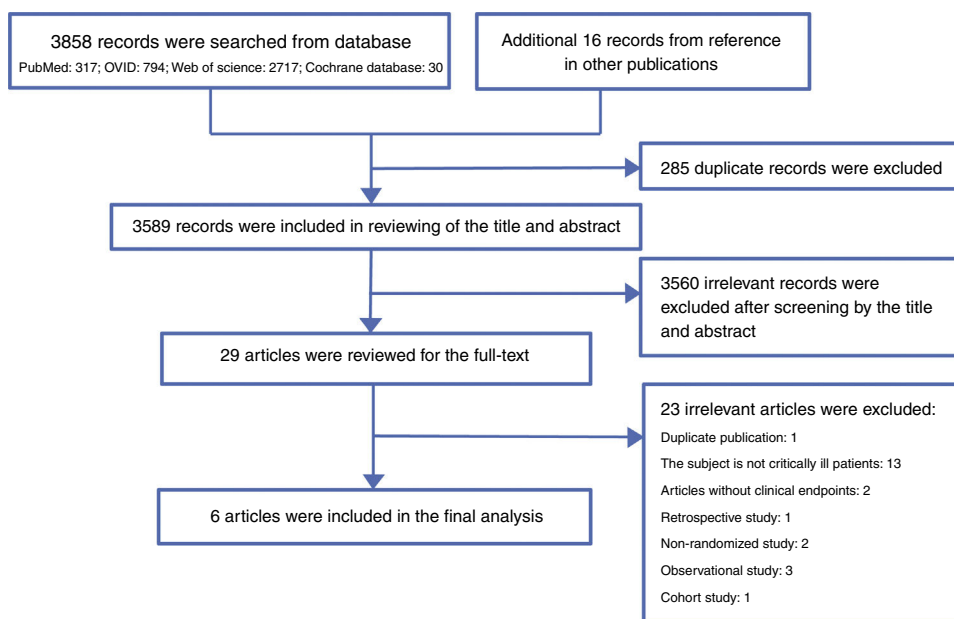 3858 records were searched from database
PubMed: 317; OVID: 794; Web of science: 2717; Cochrane database: 30
Additional 16 records from reference
in other publications
285 duplicate records were excluded
3589 records were included in reviewing of the title and abstract
3560 irrelevant records were
excluded after screening by the title
and abstract
29 articles were reviewed for the full-text
23 irrelevant articles were excluded:
Duplicate publication: 1
The subject is not critically ill patients: 13
Articles without clinical endpoints: 2
Retrospective study: 1
Non-randomized study: 2
Observational study: 3
Cohort study: 1
6 articles were included in the final analysis